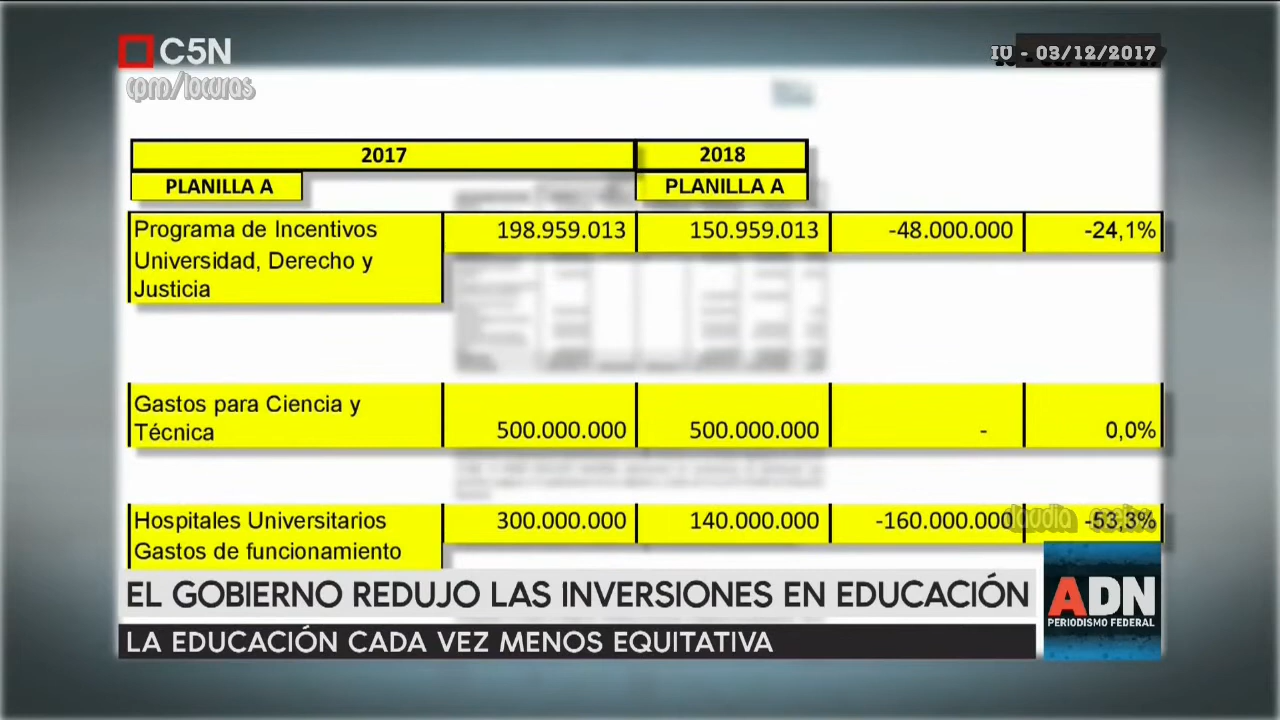 C5N
IU - 03/12/2017
cpm/locuras
2017 2018
PLANILLA A PLANILLA A
Programa de Incentivos 198.959.013 150.959.013 -48.000.000 -24,1%
Universidad, Derecho y
Justicia
Gastos para Ciencia y
Técnica 500.000.000 500.000.000 - 0,0%
Hospitales Universitarios 300.000.000 140.000.000 -160.000.000 -53,3%
Gastos de funcionamiento
claudia
EL GOBIERNO REDUJO LAS INVERSIONES EN EDUCACIÓN
LA EDUCACIÓN CADA VEZ MENOS EQUITATIVA
ADN
PERIODISMO FEDERAL